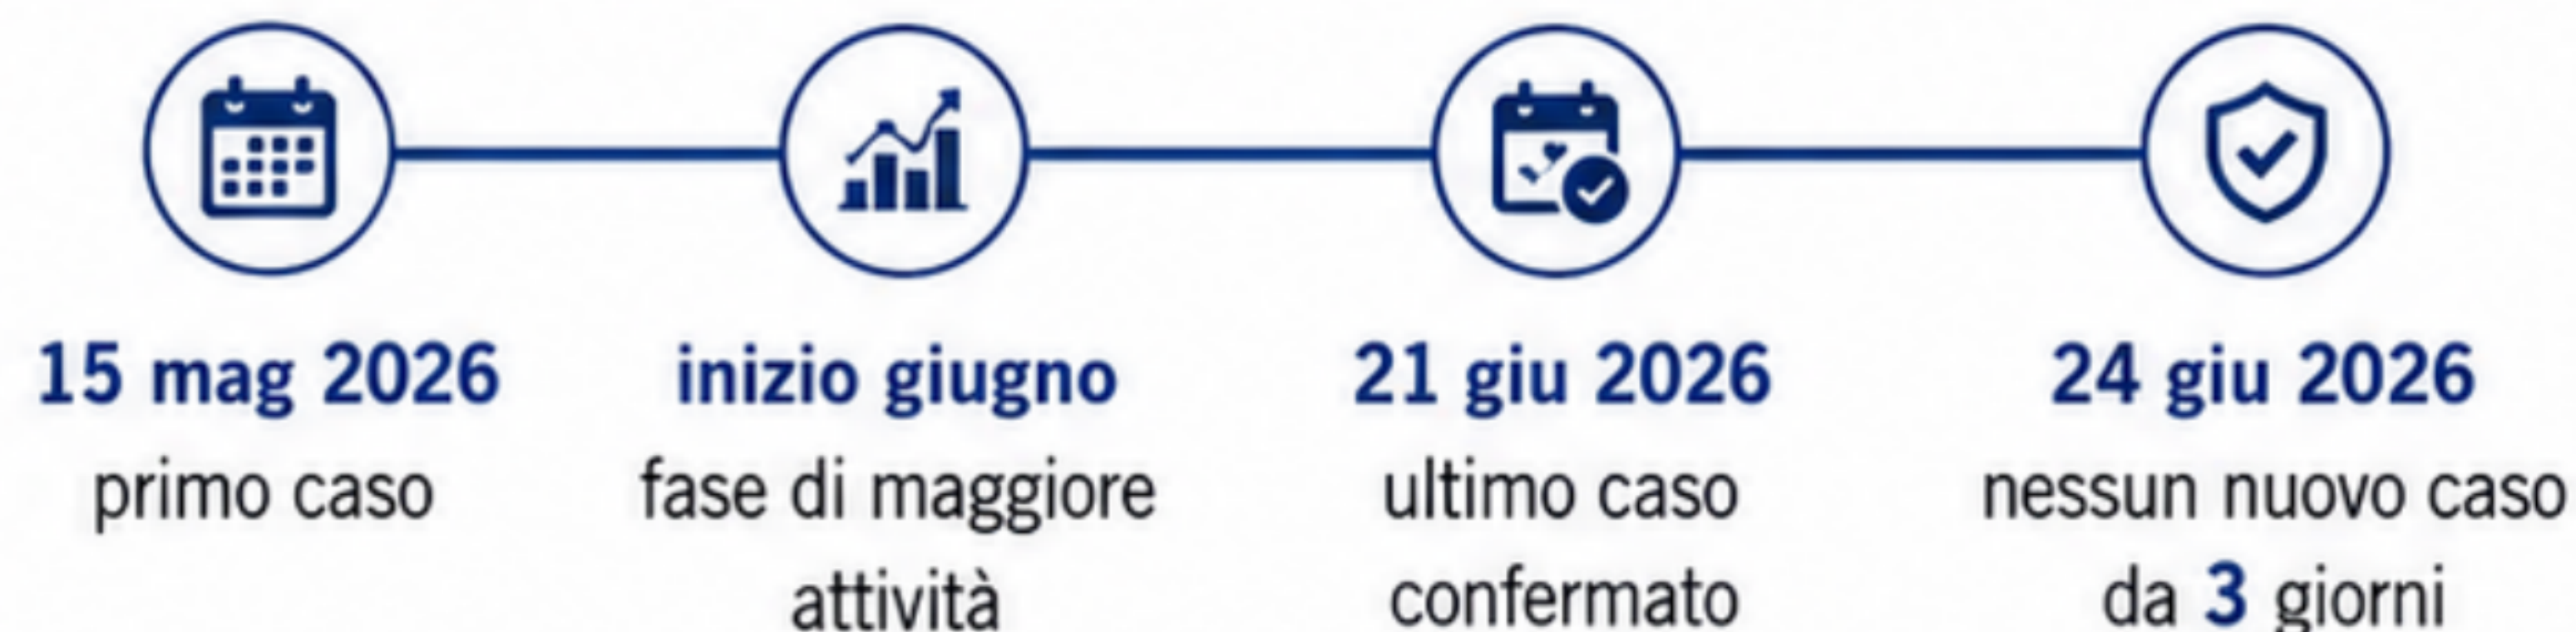 15 mag 2026
primo caso
inizio giugno
fase di maggiore
attività
21 giu 2026
ultimo caso
confermato
24 giu 2026
nessun nuovo caso
da 3 giorni